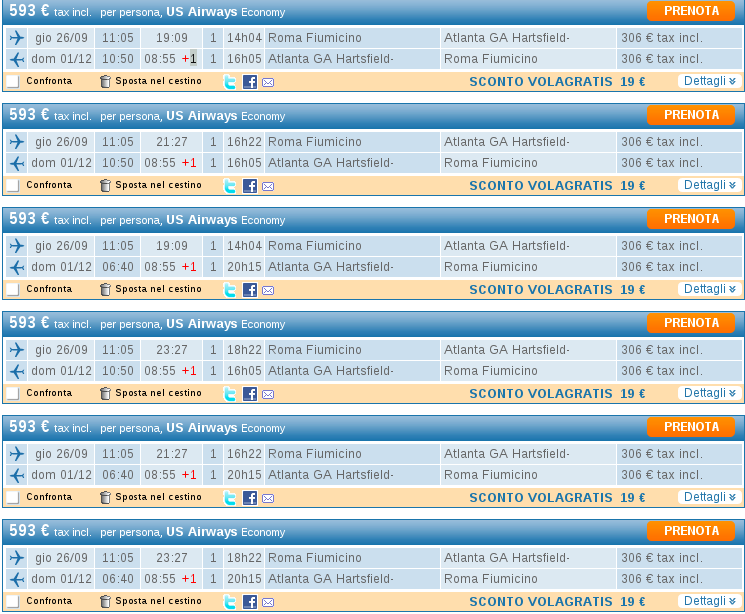 593 € tax incl. per persona, US Airways Economy PRENOTA
gio 26/09 11:05 19:09 1 14h04 Roma Fiumicino Atlanta GA Hartsfield- 306 € tax incl.
dom 01/12 10:50 08:55 +1 1 16h05 Atlanta GA Hartsfield- Roma Fiumicino 306 € tax incl.
Confronta Sposta nel cestino SCONTO VOLAGRATIS 19 € Dettagli
593 € tax incl. per persona, US Airways Economy PRENOTA
gio 26/09 11:05 21:27 1 16h22 Roma Fiumicino Atlanta GA Hartsfield- 306 € tax incl.
dom 01/12 10:50 08:55 +1 1 16h05 Atlanta GA Hartsfield- Roma Fiumicino 306 € tax incl.
Confronta Sposta nel cestino SCONTO VOLAGRATIS 19 € Dettagli
593 € tax incl. per persona, US Airways Economy PRENOTA
gio 26/09 11:05 19:09 1 14h04 Roma Fiumicino Atlanta GA Hartsfield- 306 € tax incl.
dom 01/12 06:40 08:55 +1 1 20h15 Atlanta GA Hartsfield- Roma Fiumicino 306 € tax incl.
Confronta Sposta nel cestino SCONTO VOLAGRATIS 19 € Dettagli
593 € tax incl. per persona, US Airways Economy PRENOTA
gio 26/09 11:05 23:27 1 18h22 Roma Fiumicino Atlanta GA Hartsfield- 306 € tax incl.
dom 01/12 10:50 08:55 +1 1 16h05 Atlanta GA Hartsfield- Roma Fiumicino 306 € tax incl.
Confronta Sposta nel cestino SCONTO VOLAGRATIS 19 € Dettagli
593 € tax incl. per persona, US Airways Economy PRENOTA
gio 26/09 11:05 21:27 1 16h22 Roma Fiumicino Atlanta GA Hartsfield- 306 € tax incl.
dom 01/12 06:40 08:55 +1 1 20h15 Atlanta GA Hartsfield- Roma Fiumicino 306 € tax incl.
Confronta Sposta nel cestino SCONTO VOLAGRATIS 19 € Dettagli
593 € tax incl. per persona, US Airways Economy PRENOTA
gio 26/09 11:05 23:27 1 18h22 Roma Fiumicino Atlanta GA Hartsfield- 306 € tax incl.
dom 01/12 06:40 08:55 +1 1 20h15 Atlanta GA Hartsfield- Roma Fiumicino 306 € tax incl.
Confronta Sposta nel cestino SCONTO VOLAGRATIS 19 € Dettagli